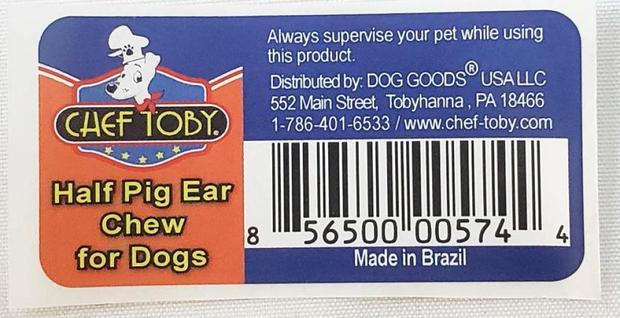 CHEF TOBY®
Half Pig Ear
Chew
for Dogs
Always supervise your pet while using
this product.
Distributed by: DOG GOODS® USA LLC
552 Main Street, Tobyhanna , PA 18466
1-786-401-6533 / www.chef-toby.com
8 56500 00574 4
Made in Brazil